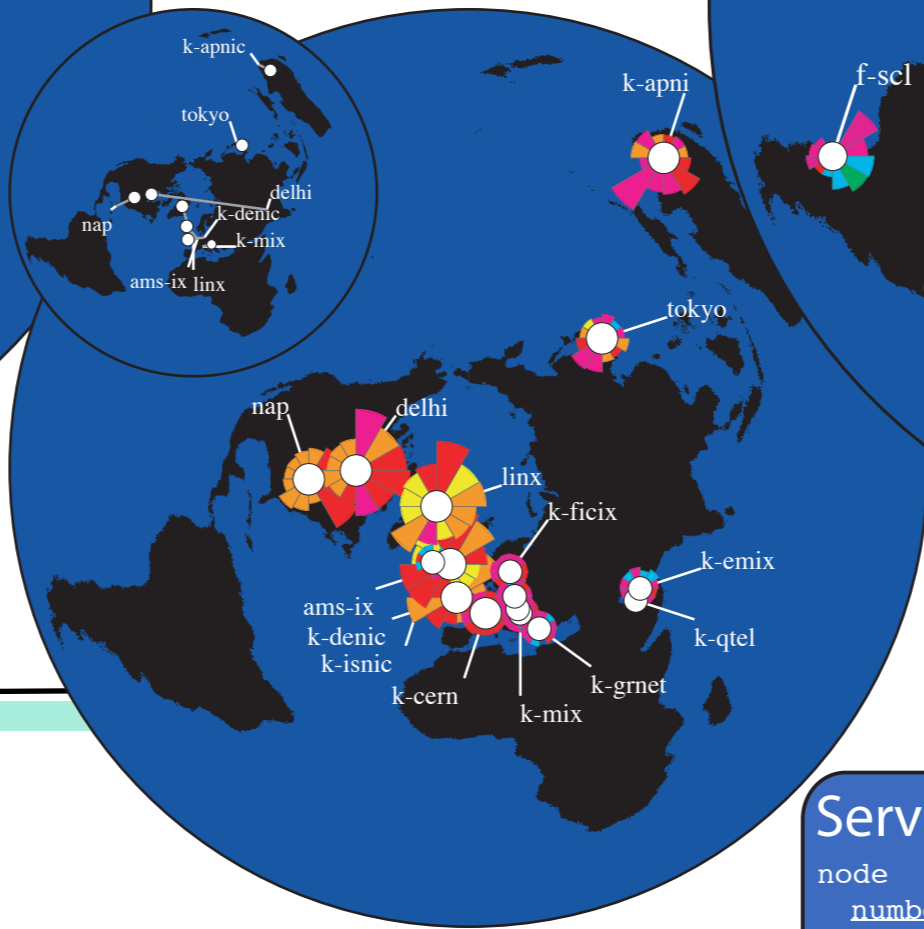 k-apnic
tokyo
delhi
nap
k-denic
k-mix
ams-ix
linx
k-apni
f-scl
tokyo
nap
delhi
linx
k-ficix
k-emix
ams-ix
k-denic
k-qtel
k-isnic
k-cern
k-grnet
k-mix
Serv
node
numbe